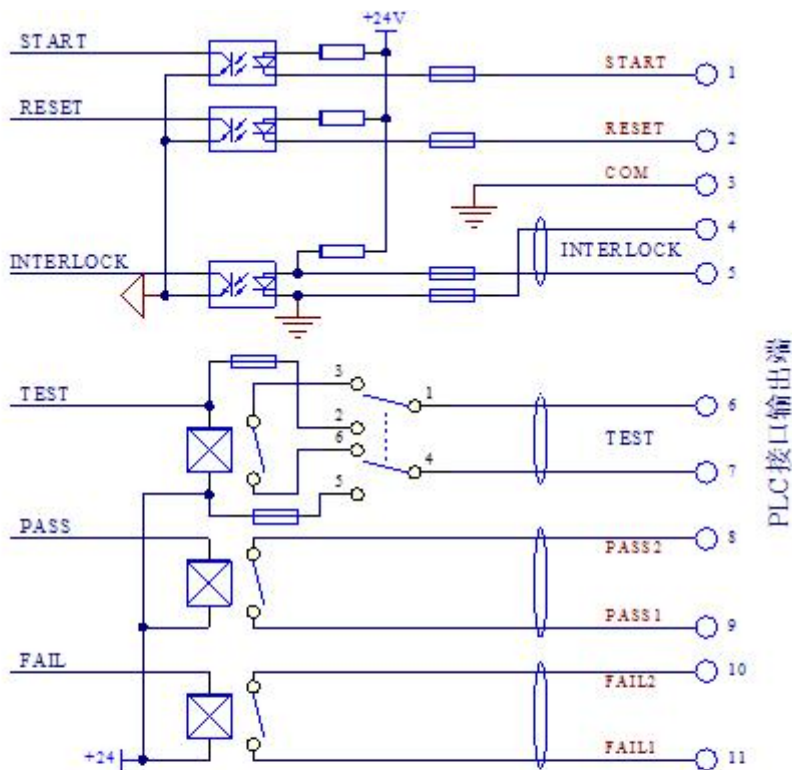 +24V
START
START
1
RESET
RESET
2
COM
3
4
INTERLOCK
INTERLOCK
5
3
1
TEST
6
2
6
TEST
4
7
5
PASS
8
PASS2
PASS1
9
FAIL
10
FAIL2
FAIL1
+24
11
PLC接口输出端